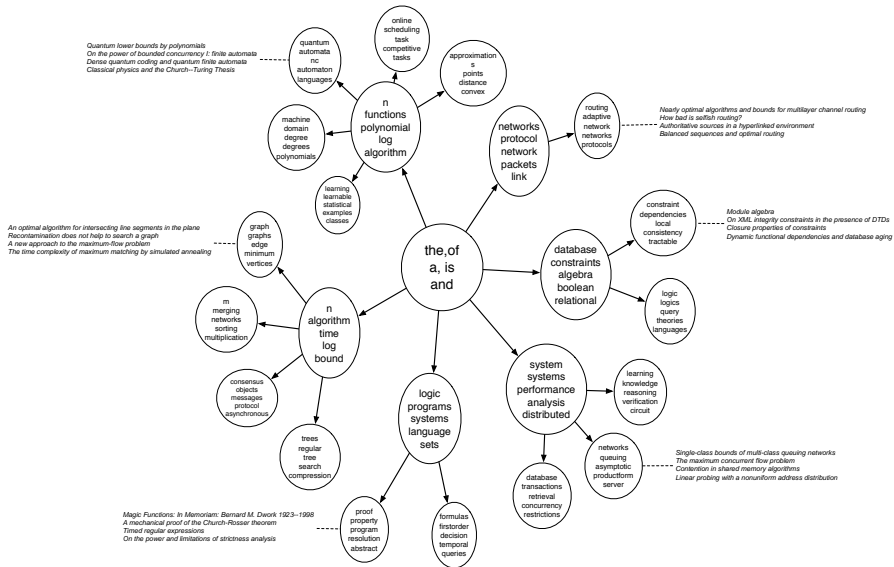 online
scheduling
task
competitive
tasks
quantum
automata
nc
automaton
languages
Quantum lower bounds by polynomials
On the power of bounded concurrency I: finite automata
Dense quantum coding and quantum finite automata
Classical physics and the Church--Turing Thesis
approximation
s
points
distance
convex
n
functions
polynomial
log
algorithm
machine
domain
degree
degrees
polynomials
learning
learnable
statistical
examples
classes
networks
protocol
network
packets
link
routing
adaptive
network
networks
protocols
Nearly optimal algorithms and bounds for multilayer channel routing
How bad is selfish routing?
Authoritative sources in a hyperlinked environment
Balanced sequences and optimal routing
the,of
a, is
and
database
constraints
algebra
boolean
relational
constraint
dependencies
local
consistency
tractable
Module algebra
On XML integrity constraints in the presence of DTDs
Closure properties of constraints
Dynamic functional dependencies and database aging
logic
logics
query
theories
languages
An optimal algorithm for intersecting line segments in the plane
Recontamination does not help to search a graph
A new approach to the maximum-flow problem
The time complexity of maximum matching by simulated annealing
graph
graphs
edge
minimum
vertices
m
merging
networks
sorting
multiplication
n
algorithm
time
log
bound
consensus
objects
messages
protocol
asynchronous
trees
regular
tree
search
compression
logic
programs
systems
language
sets
system
systems
performance
analysis
distributed
learning
knowledge
reasoning
verification
circuit
networks
queuing
asymptotic
productform
server
Single-class bounds of multi-class queuing networks
The maximum concurrent flow problem
Contention in shared memory algorithms
Linear probing with a nonuniform address distribution
database
transactions
retrieval
concurrency
restrictions
Magic Functions: In Memoriam: Bernard M. Dwork 1923--1998
A mechanical proof of the Church-Rosser theorem
Timed regular expressions
On the power and limitations of strictness analysis
proof
property
program
resolution
abstract
formulas
firstorder
decision
temporal
queries